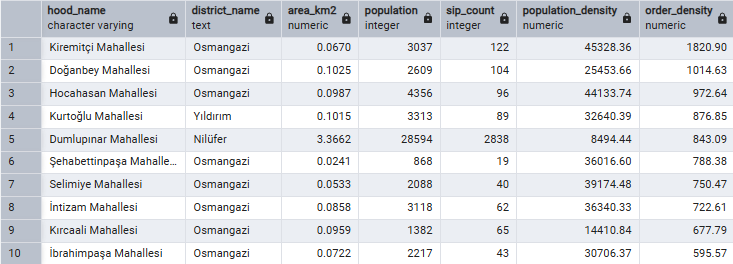 hood_name district_name area_km2 population sip_count population_density order_density
character varying text numeric integer integer numeric numeric
1 Kiremitçi Mahallesi Osmangazi 0.0670 3037 122 45328.36 1820.90
2 Doğanbey Mahallesi Osmangazi 0.1025 2609 104 25453.66 1014.63
3 Hocahasan Mahallesi Osmangazi 0.0987 4356 96 44133.74 972.64
4 Kurtoğlu Mahallesi Yıldırım 0.1015 3313 89 32640.39 876.85
5 Dumlupınar Mahallesi Nilüfer 3.3662 28594 2838 8494.44 843.09
6 Şehabettinpaşa Mahalle... Osmangazi 0.0241 868 19 36016.60 788.38
7 Selimiye Mahallesi Osmangazi 0.0533 2088 40 39174.48 750.47
8 İntizam Mahallesi Osmangazi 0.0858 3118 62 36340.33 722.61
9 Kırcaali Mahallesi Osmangazi 0.0959 1382 65 14410.84 677.79
10 İbrahimpaşa Mahallesi Osmangazi 0.0722 2217 43 30706.37 595.57